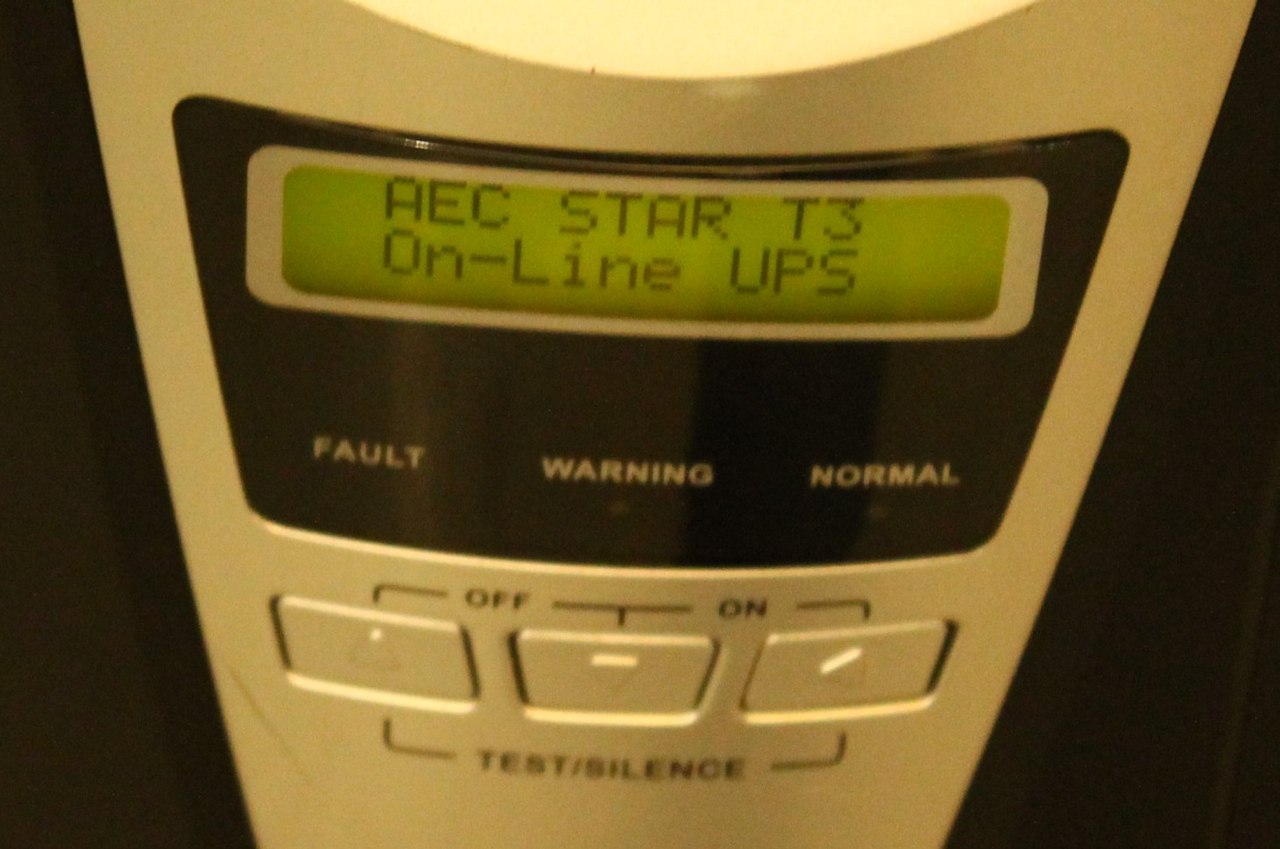 AEC STAR T3
On-Line UPS
FAULT WARNING NORMAL
OFF ON
TEST/SILENCE